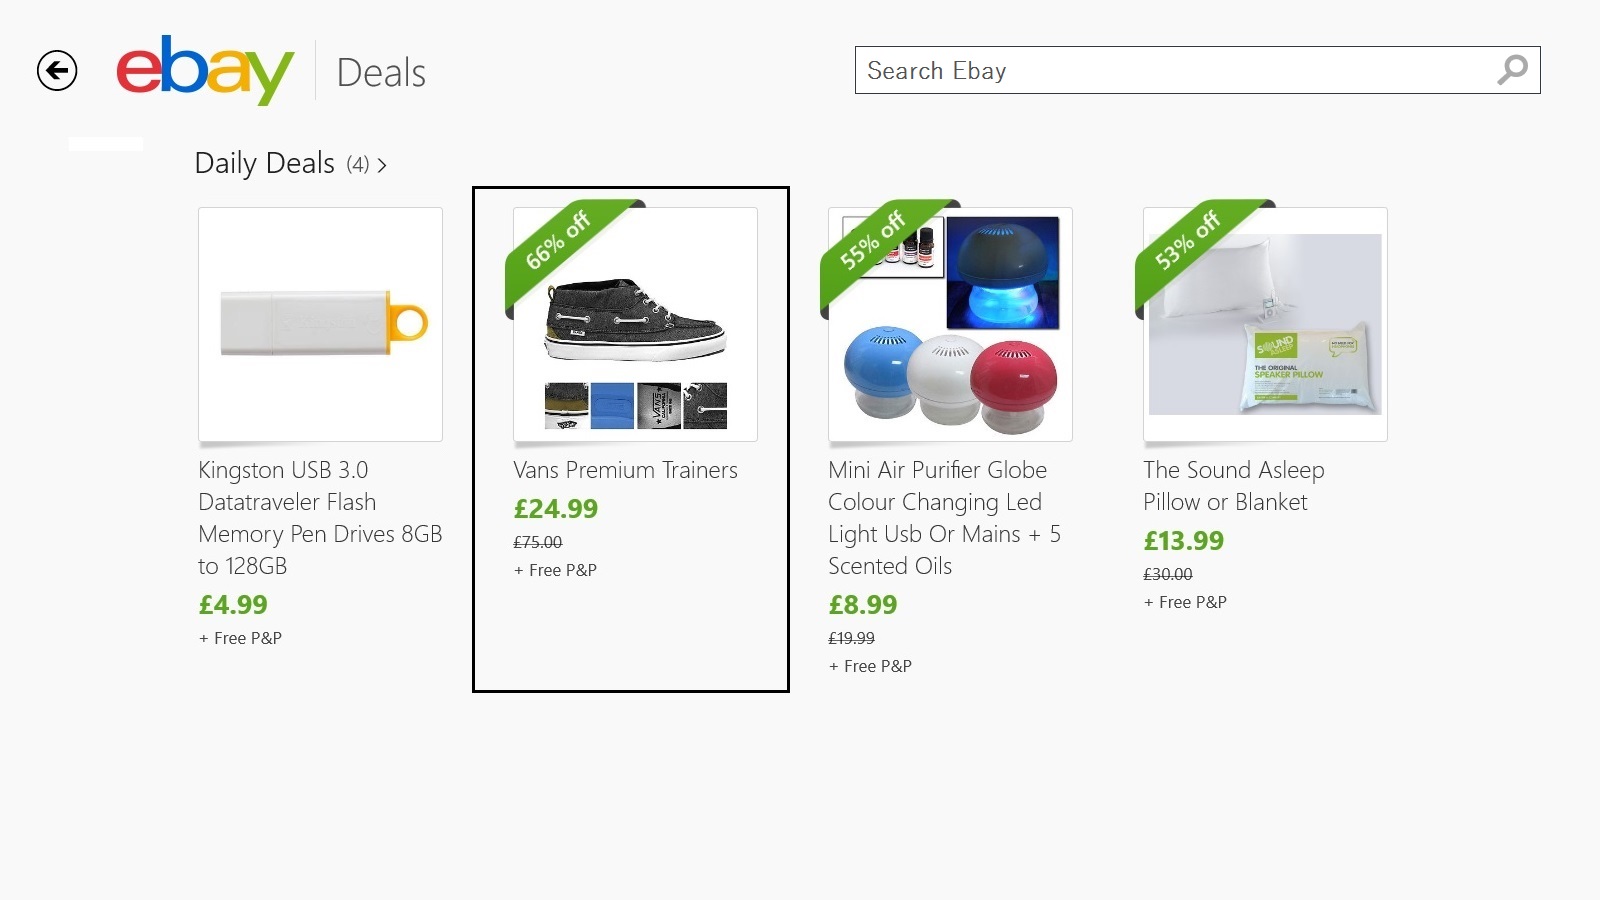 ebay
Deals
Search Ebay
Daily Deals (4) >
Kingston USB 3.0
Datatraveler Flash
Memory Pen Drives 8GB
to 128GB
£4.99
+ Free P&P
66% off
VANS
Vans Premium Trainers
£24.99
£75.00
+ Free P&P
55% off
Mini Air Purifier Globe
Colour Changing Led
Light Usb Or Mains + 5
Scented Oils
£8.99
£19.99
+ Free P&P
53% off
SOUND
ASLEEP
THE ORIGINAL
SPEAKER PILLOW
The Sound Asleep
Pillow or Blanket
£13.99
£30.00
+ Free P&P